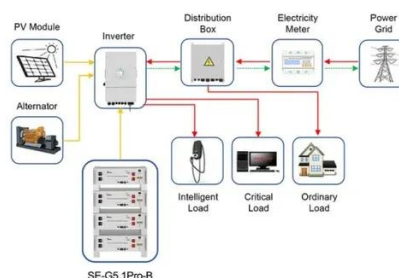 PV Module
Inverter
Distribution
Box
Electricity
Meter
Power
Grid
Alternator
Intelligent
Load
Critical
Load
Ordinary
Load
SE-G5.1Pro-B